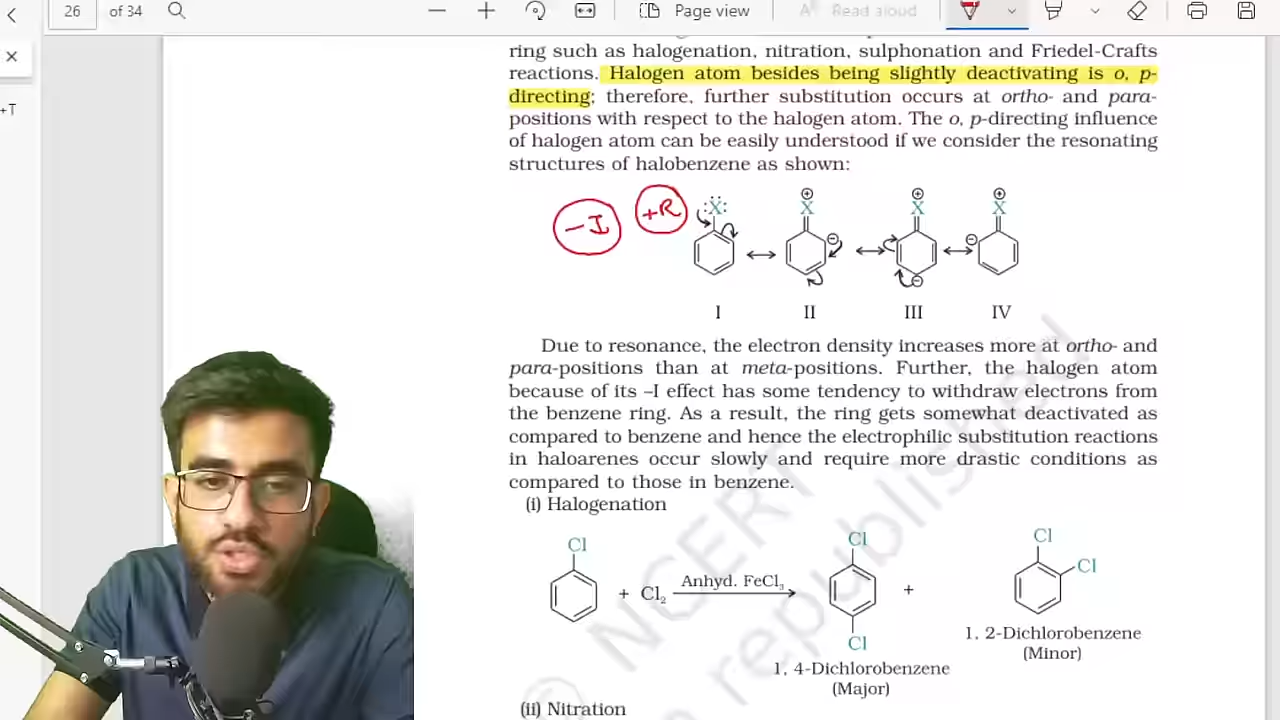 26 of 34
Page view
Read aloud
+T
ring such as halogenation, nitration, sulphonation and Friedel-Crafts
reactions. Halogen atom besides being slightly deactivating is o, p-
directing; therefore, further substitution occurs at ortho- and para-
positions with respect to the halogen atom. The o, p-directing influence
of halogen atom can be easily understood if we consider the resonating
structures of halobenzene as shown:
-I
+R
:X:
⊕ ⊕ ⊕
X X X
⊖ ⊖ ⊖
I II III IV
Due to resonance, the electron density increases more at ortho- and
para-positions than at meta-positions. Further, the halogen atom
because of its –I effect has some tendency to withdraw electrons from
the benzene ring. As a result, the ring gets somewhat deactivated as
compared to benzene and hence the electrophilic substitution reactions
in haloarenes occur slowly and require more drastic conditions as
compared to those in benzene.
(i) Halogenation
Cl
+ Cl₂
Anhyd. FeCl₃
Cl
Cl
+
Cl
Cl
1, 4-Dichlorobenzene
(Major)
1, 2-Dichlorobenzene
(Minor)
(ii) Nitration
© NCERT
republished